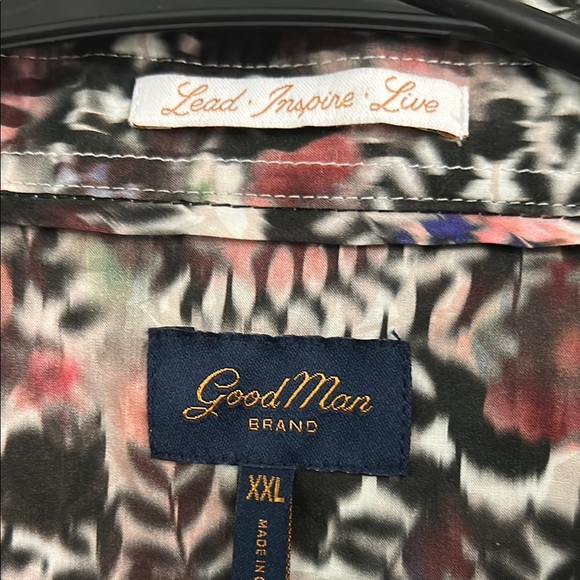 Lead · Inspire · Live
Good Man
BRAND
XXL
MADE IN